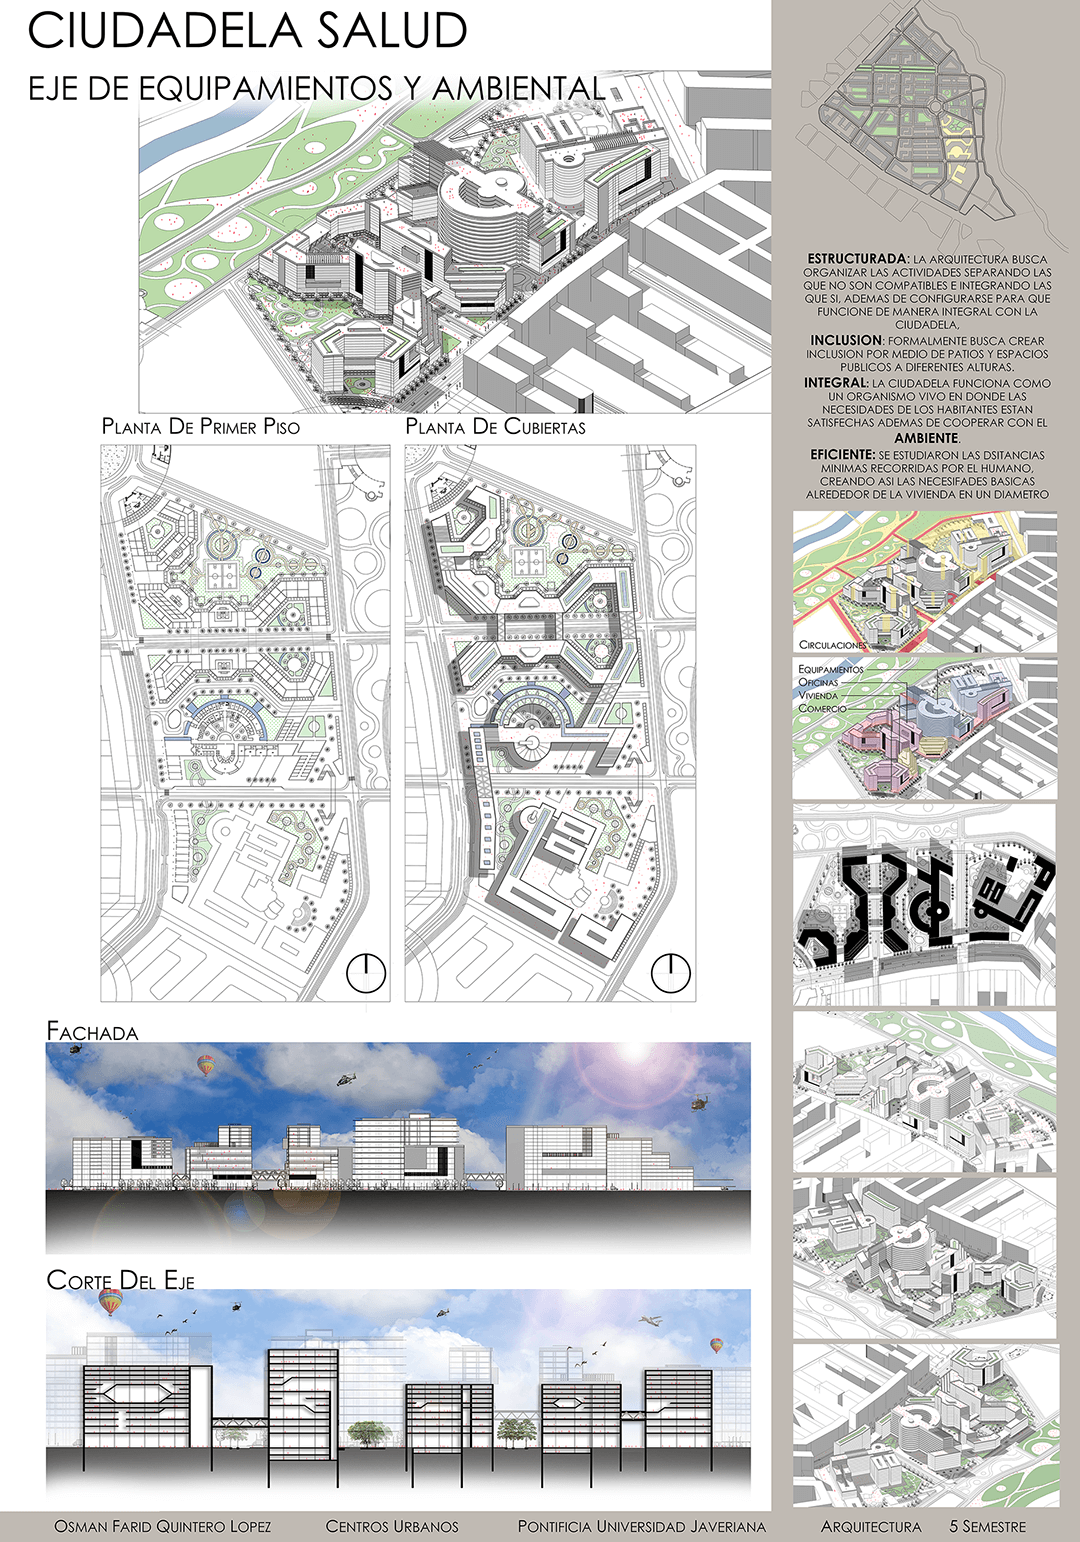 CIUDADELA SALUD
EJE DE EQUIPAMIENTOS Y AMBIENTAL
ESTRUCTURADA: LA ARQUITECTURA BUSCA
ORGANIZAR LAS ACTIVIDADES SEPARANDO LAS
QUE NO SON COMPATIBLES E INTEGRANDO LAS
QUE SI, ADEMAS DE CONFIGURARSE PARA QUE
FUNCIONE DE MANERA INTEGRAL CON LA
CIUDADELA,
INCLUSION: FORMALMENTE BUSCA CREAR
INCLUSION POR MEDIO DE PATIOS Y ESPACIOS
PUBLICOS A DIFERENTES ALTURAS.
INTEGRAL: LA CIUDADELA FUNCIONA COMO
UN ORGANISMO VIVO EN DONDE LAS
NECESIDADES DE LOS HABITANTES ESTAN
SATISFECHAS ADEMAS DE COOPERAR CON EL
AMBIENTE.
EFICIENTE: SE ESTUDIARON LAS DSITANCIAS
MINIMAS RECORRIDAS POR EL HUMANO,
CREANDO ASI LAS NECESIFADES BASICAS
ALREDEDOR DE LA VIVIENDA EN UN DIAMETRO
PLANTA DE PRIMER PISO
PLANTA DE CUBIERTAS
CIRCULACIONES
EQUIPAMIENTOS
OFICINAS
VIVIENDA
COMERCIO
FACHADA
CORTE DEL EJE
OSMAN FARID QUINTERO LOPEZ CENTROS URBANOS PONTIFICIA UNIVERSIDAD JAVERIANA ARQUITECTURA 5 SEMESTRE